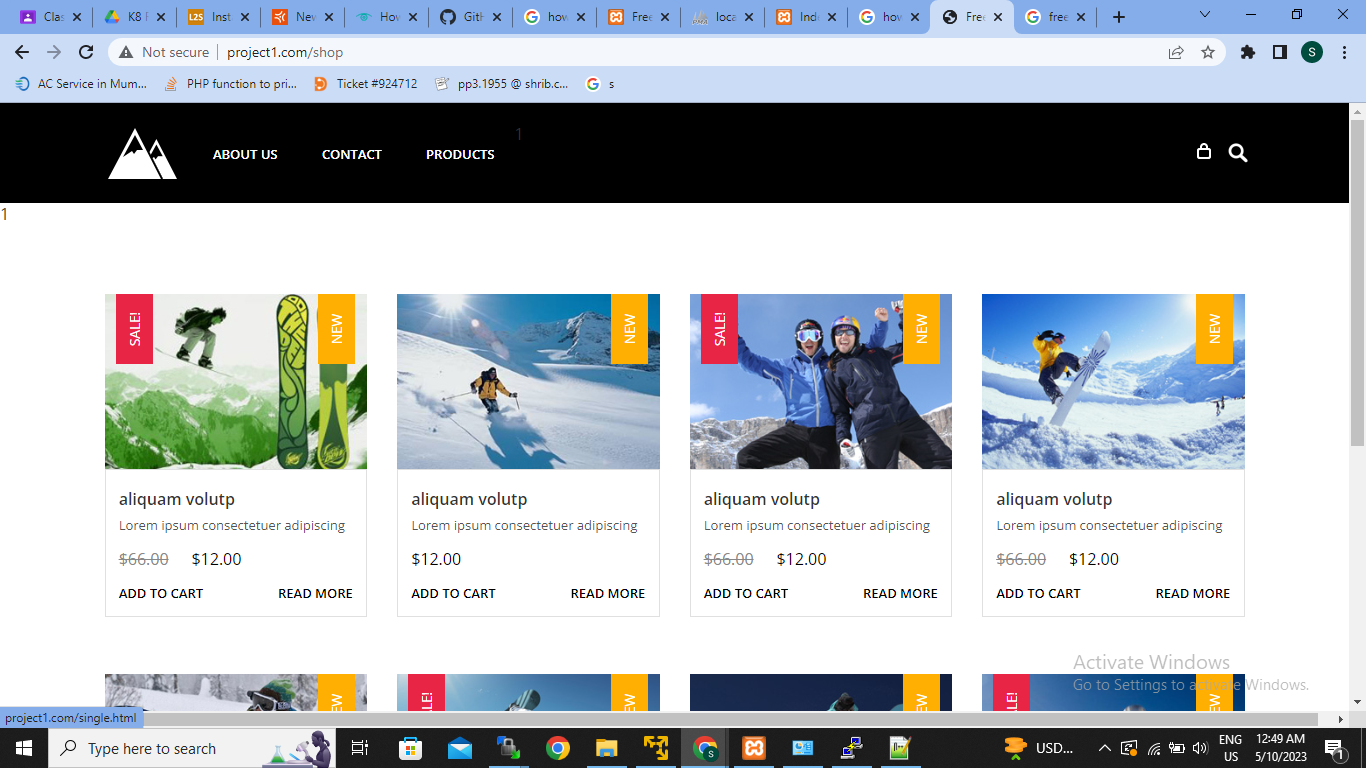 Clas
K8 F
L2S
Inst
New
How
Gith
how
Free
loca
Inde
how
Free
free
Not secure
project1.com/shop
S
AC Service in Mum...
PHP function to pri...
Ticket #924712
pp3.1955 @ shrib.c...
s
ABOUT US
CONTACT
PRODUCTS
1
1
SALE!
NEW
NEW
SALE!
NEW
NEW
aliquam volutp
Lorem ipsum consectetuer adipiscing
$66.00 $12.00
ADD TO CART READ MORE
aliquam volutp
Lorem ipsum consectetuer adipiscing
$12.00
ADD TO CART READ MORE
aliquam volutp
Lorem ipsum consectetuer adipiscing
$66.00 $12.00
ADD TO CART READ MORE
aliquam volutp
Lorem ipsum consectetuer adipiscing
$66.00 $12.00
ADD TO CART READ MORE
Activate Windows
Go to Settings to activate Windows.
project1.com/single.html
Type here to search
USD...
ENG
US
12:49 AM
5/10/2023
1